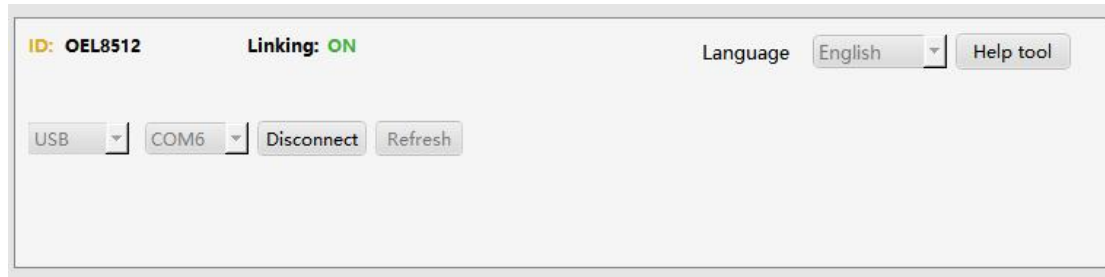 ID: OEL8512 Linking: ON Language English Help tool
USB COM6 Disconnect Refresh